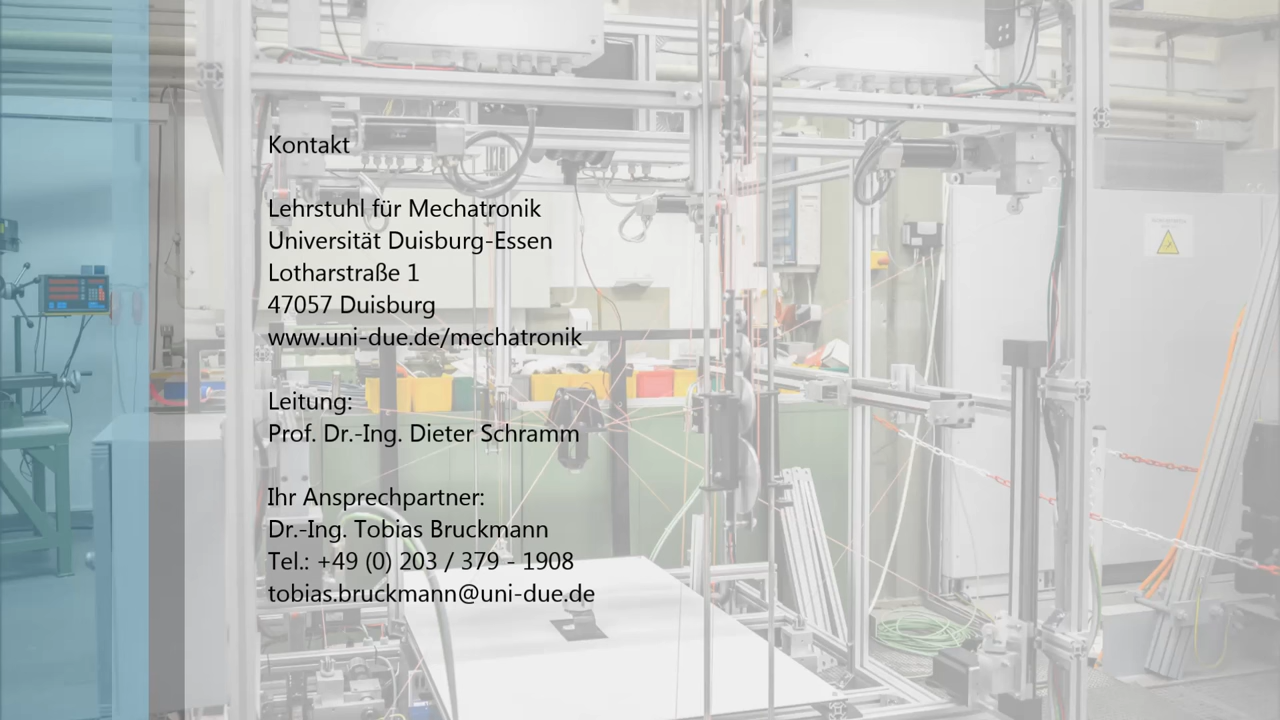 Kontakt
Lehrstuhl für Mechatronik
Universität Duisburg-Essen
Lotharstraße 1
47057 Duisburg
www.uni-due.de/mechatronik
Leitung:
Prof. Dr.-Ing. Dieter Schramm
Ihr Ansprechpartner:
Dr.-Ing. Tobias Bruckmann
Tel.: +49 (0) 203 / 379 - 1908
tobias.bruckmann@uni-due.de